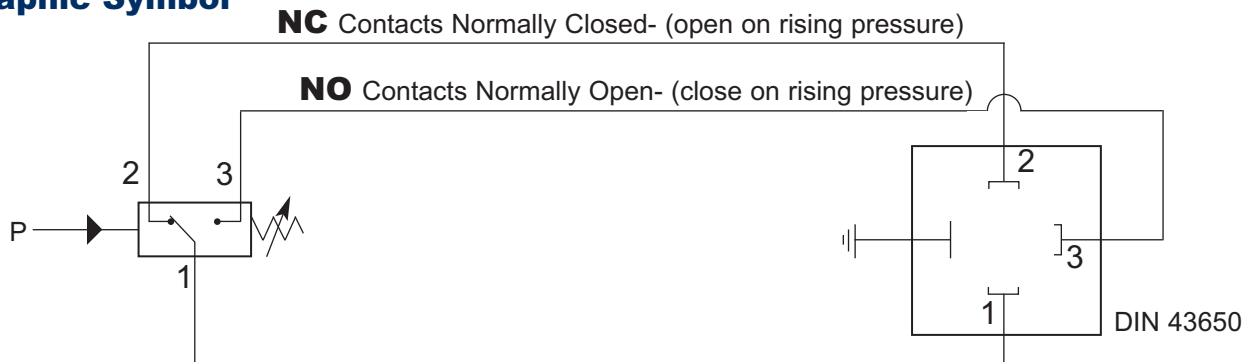 Symbol
NC Contacts Normally Closed- (open on rising pressure)
NO Contacts Normally Open- (close on rising pressure)
2
3
2
P
3
1
1
DIN 43650